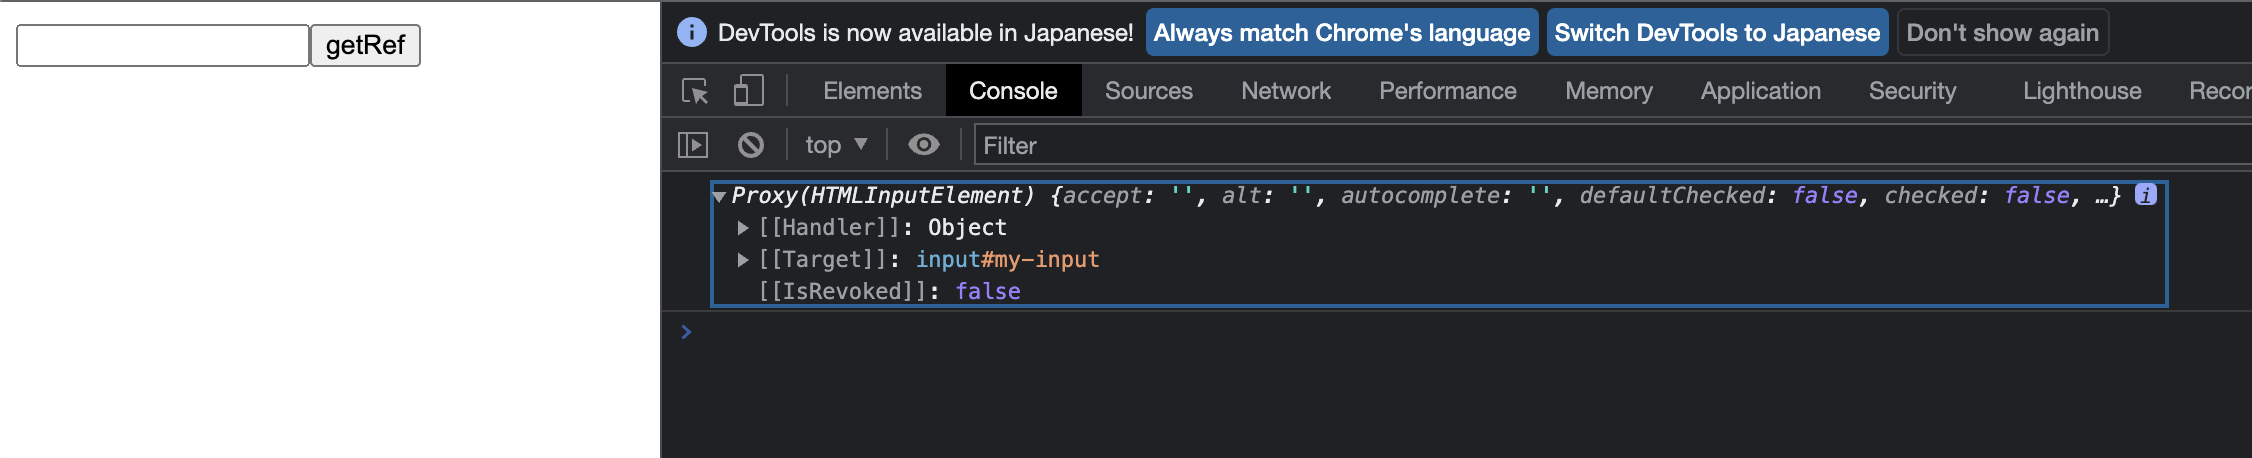 getRef
DevTools is now available in Japanese! Always match Chrome's language Switch DevTools to Japanese Don't show again
Elements Console Sources Network Performance Memory Application Security Lighthouse Recor
top Filter
Proxy(HTMLInputElement) {accept: '', alt: '', autocomplete: '', defaultChecked: false, checked: false, …} i
[[Handler]]: Object
[[Target]]: input#my-input
[[IsRevoked]]: false